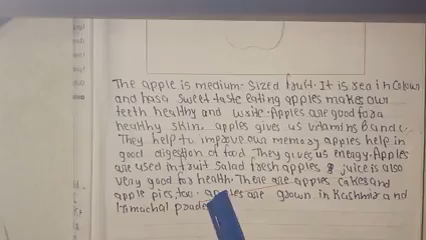 The apple is medium-sized fruit. It is red in colour
and has a sweet taste eating apples makes our
teeth healthy and white. Apples are good for a
healthy skin. apples give us vitamins B and C.
They help to improve our memory apples help in
good digestion of food. They gives us energy. Apples
are used in fruit salad fresh apples juice is also
very good for health. There are apples cakes and
apple pies, too. apples are grown in Kashmir and
Himachal prades